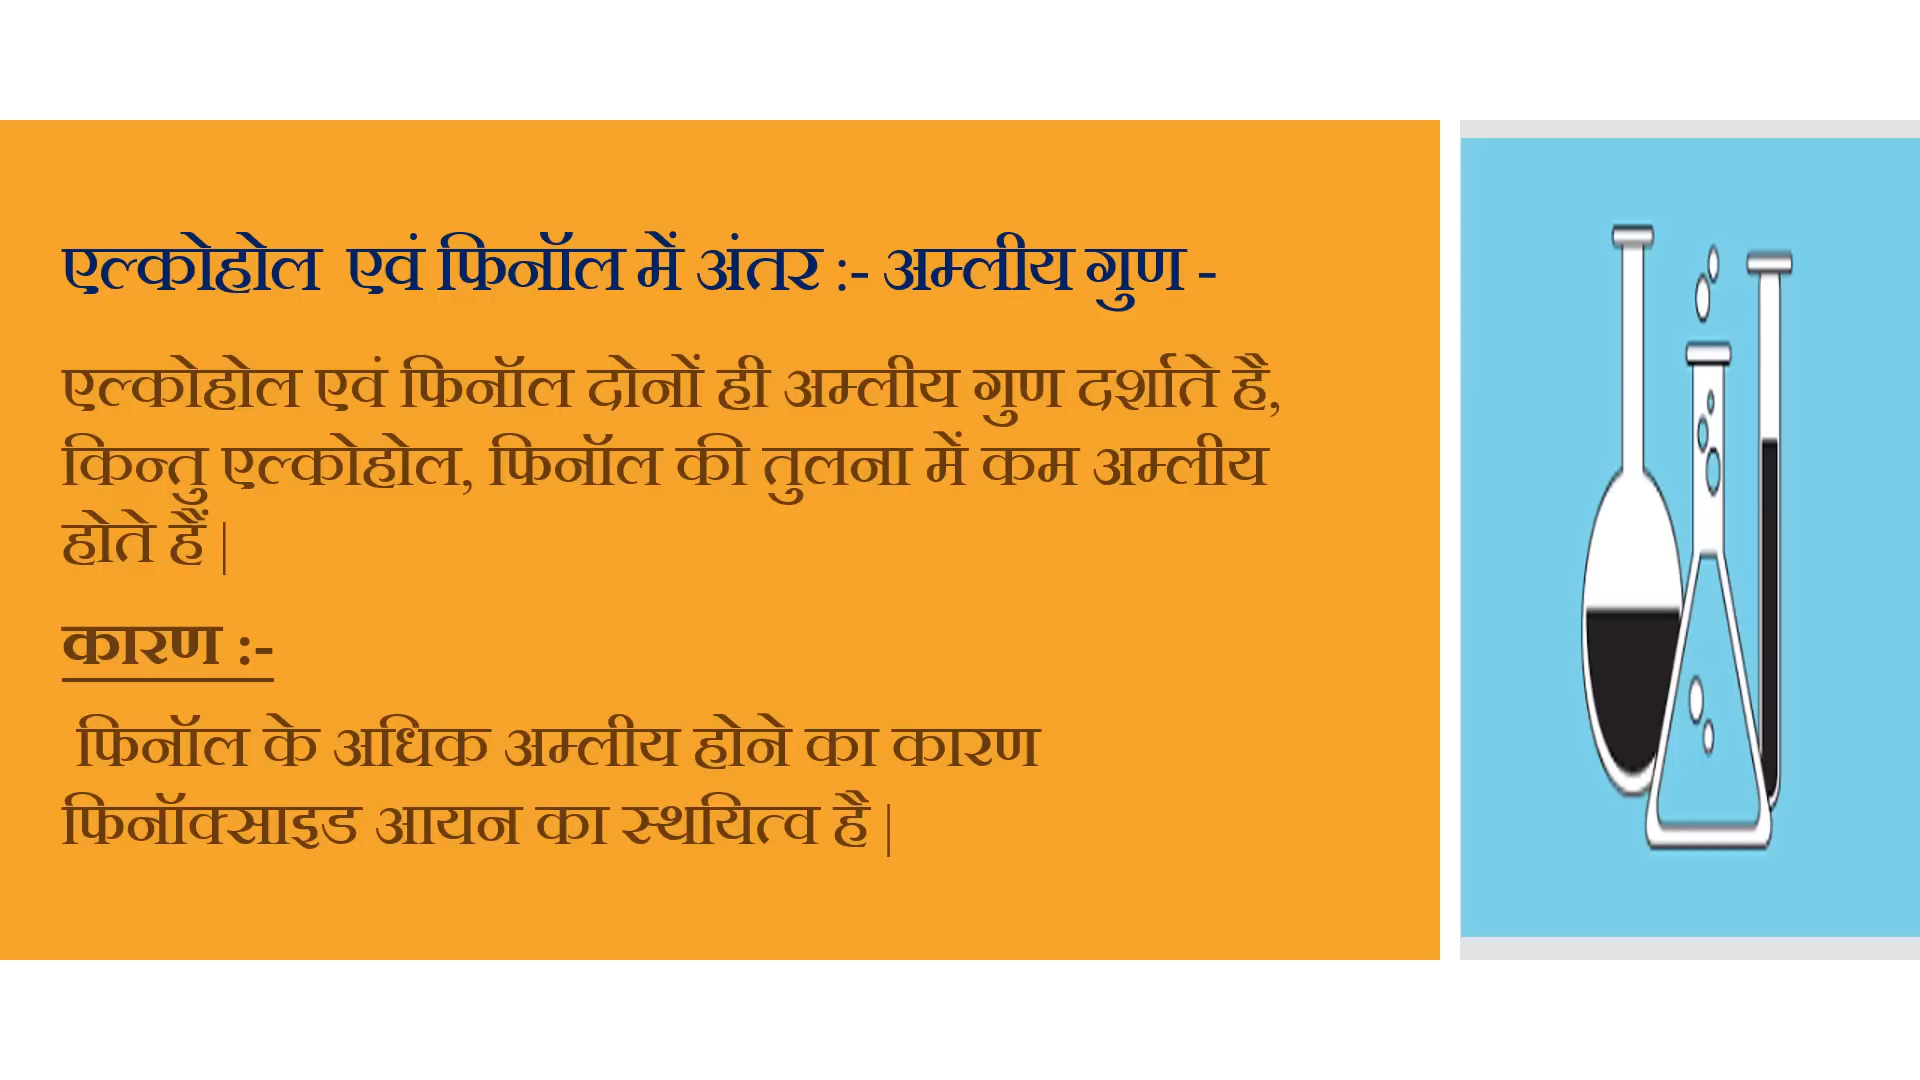 एल्कोहोल एवं फिनॉल में अंतर :- अम्लीय गुण -
एल्कोहोल एवं फिनॉल दोनों ही अम्लीय गुण दर्शाते है,
किन्तु एल्कोहोल, फिनॉल की तुलना में कम अम्लीय
होते हैं |
कारण :-
फिनॉल के अधिक अम्लीय होने का कारण
फिनॉक्साइड आयन का स्थयित्व है |